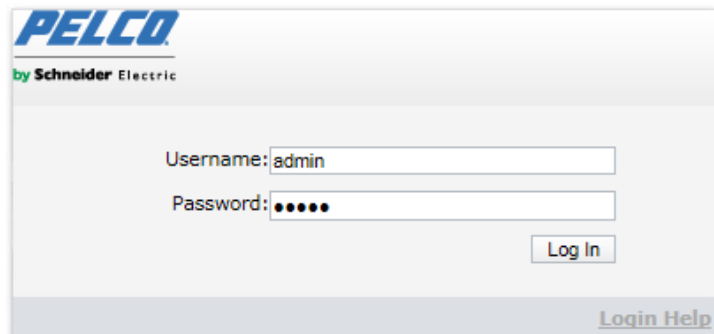 PELCO
by Schneider Electric
Username: admin
Password: •••••
Log In
Login Help